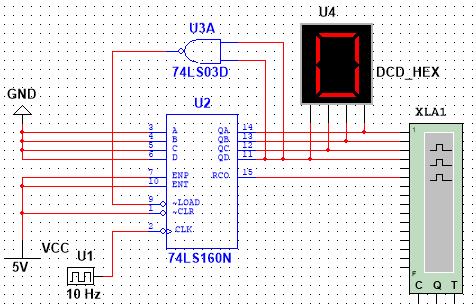 U3A
74LS03D
U4
DCD_HEX
GND
U2
XLA1
3 A QA 14
4 B QB 13
5 C QC 12
6 D QD 11
7 ENP RCO 15
10 ENT
9 ~LOAD
1 ~CLR
2 CLK
74LS160N
VCC
5V
U1
10 Hz
1
F
C Q T